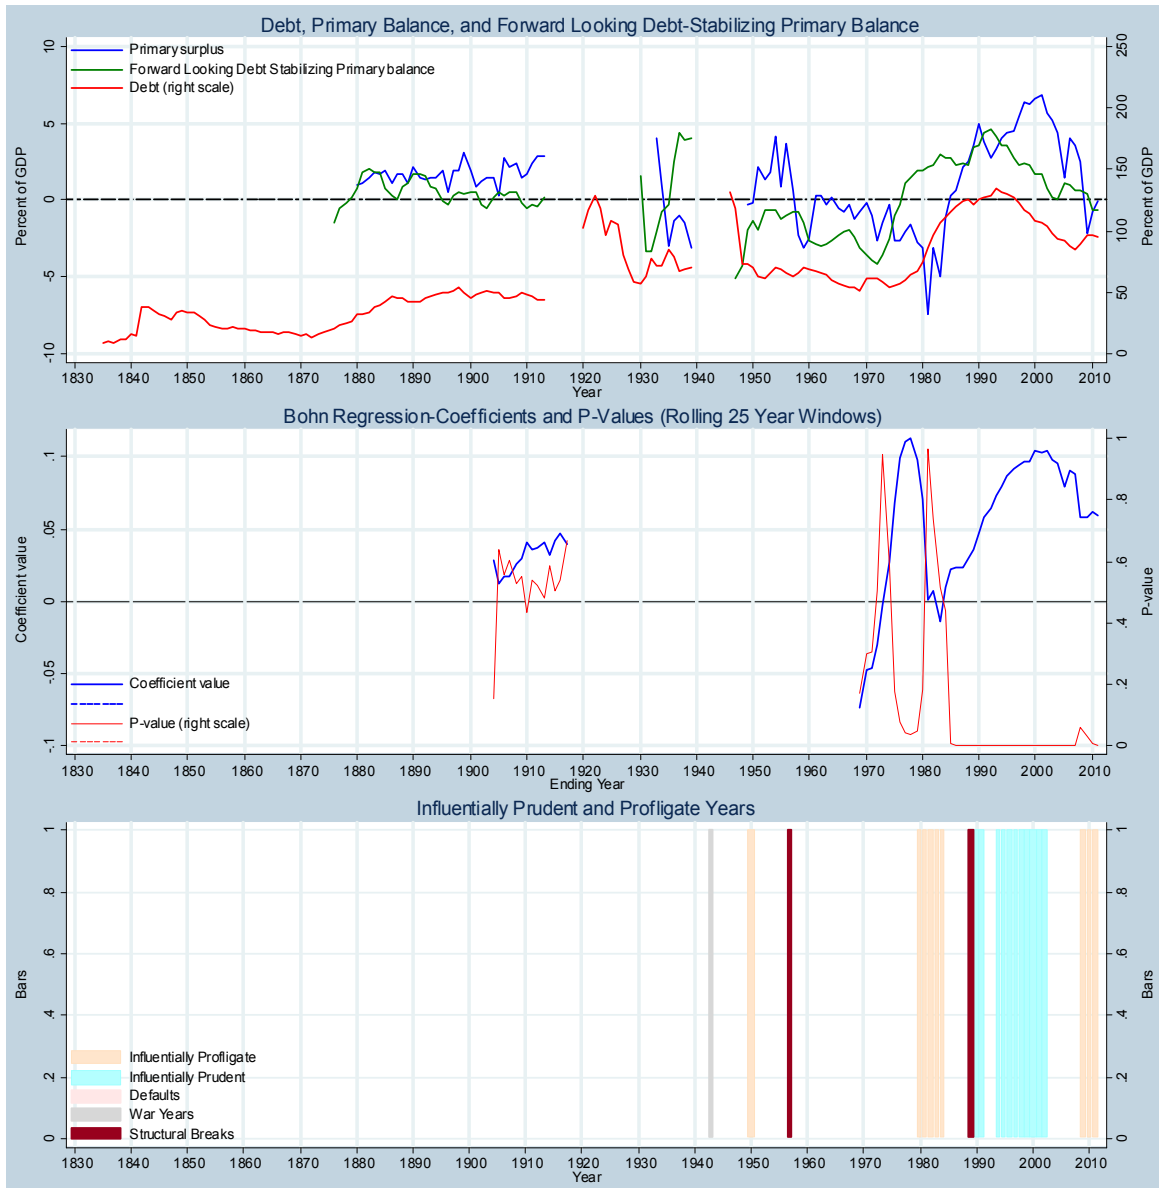 Debt, Primary Balance, and Forward Looking Debt-Stabilizing Primary Balance
Primary surplus
Forward Looking Debt Stabilizing Primary balance
Debt (right scale)
Percent of GDP
10
5
0
-5
-10
250
200
150
100
50
0
Percent of GDP
1830 1840 1850 1860 1870 1880 1890 1900 1910 1920 1930 1940 1950 1960 1970 1980 1990 2000 2010
Year
Bohn Regression-Coefficients and P-Values (Rolling 25 Year Windows)
Coefficient value
.1
.05
0
-.05
-.1
1
.8
.6
.4
.2
0
P-value
Coefficient value
P-value (right scale)
1830 1840 1850 1860 1870 1880 1890 1900 1910 1920 1930 1940 1950 1960 1970 1980 1990 2000 2010
Ending Year
Influentially Prudent and Profligate Years
Bars
1
.8
.6
.4
.2
0
1
.8
.6
.4
.2
0
Bars
Influentially Profligate
Influentially Prudent
Defaults
War Years
Structural Breaks
1830 1840 1850 1860 1870 1880 1890 1900 1910 1920 1930 1940 1950 1960 1970 1980 1990 2000 2010
Year